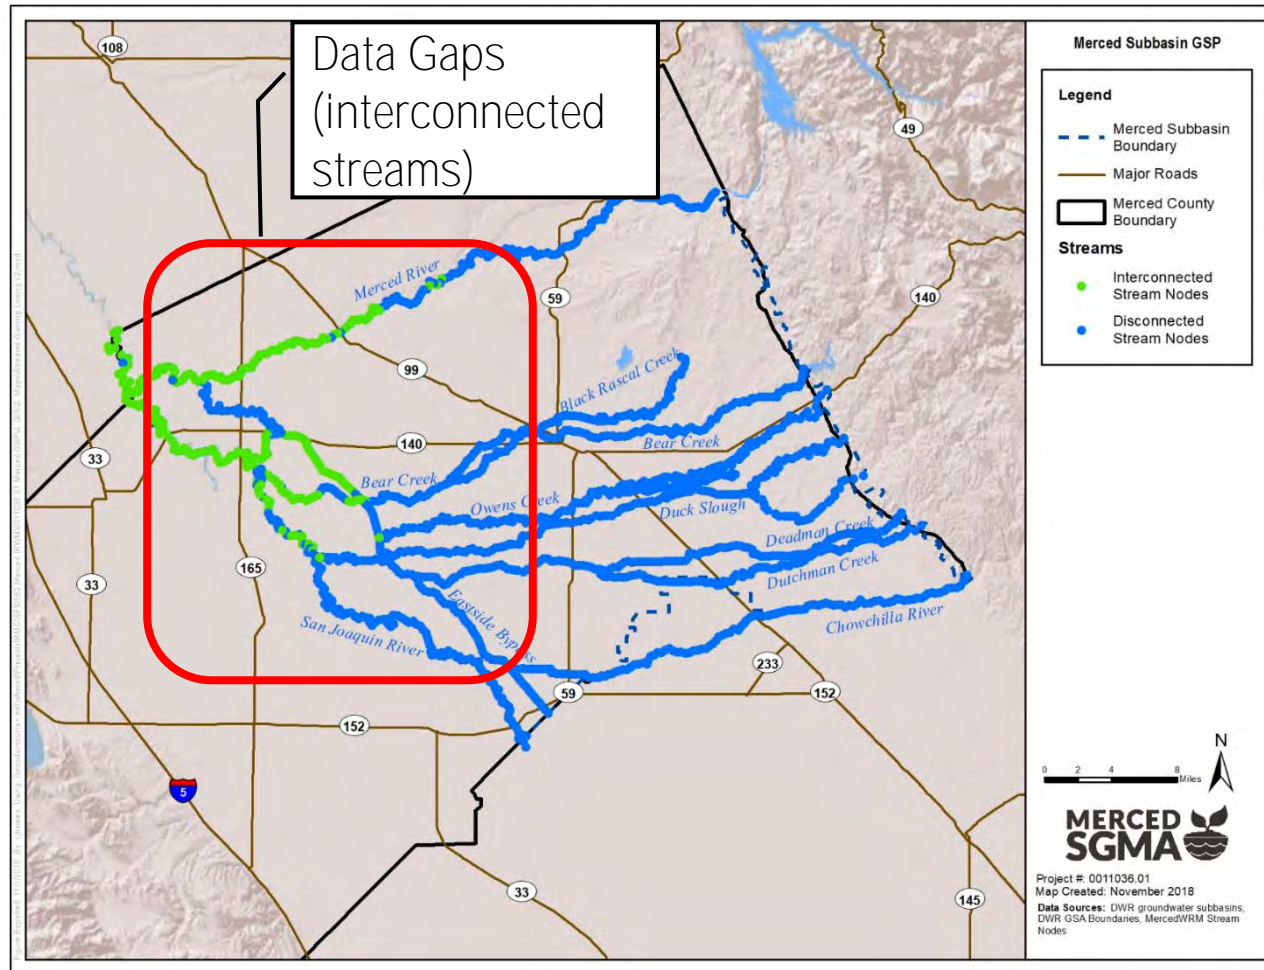 Data Gaps
(interconnected
streams)
108
49
Merced River
59
140
99
Black Rascal Creek
140
Bear Creek
33
Bear Creek
Owens Creek
Duck Slough
Deadman Creek
33
165
Dutchman Creek
Eastside Bypass
San Joaquin River
Chowchilla River
233
59
152
152
5
33
145
Merced Subbasin GSP
Legend
Merced Subbasin
Boundary
Major Roads
Merced County
Boundary
Streams
Interconnected
Stream Nodes
Disconnected
Stream Nodes
N
0 2 4 8
Miles
MERCED
SGMA
Project #: 0011036.01
Map Created: November 2018
Data Sources: DWR groundwater subbasins,
DWR GSA Boundaries, MercedWRM Stream
Nodes